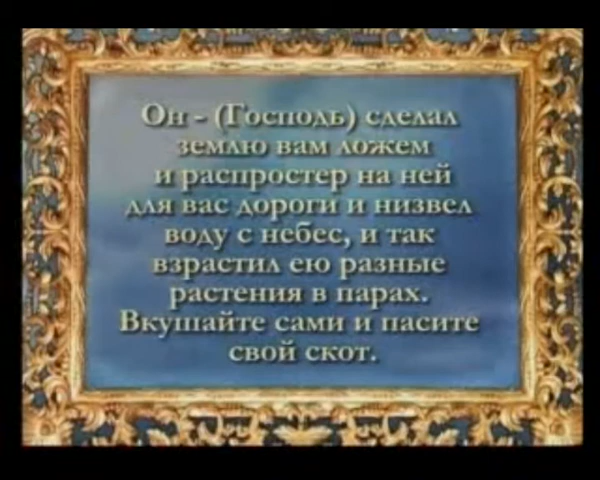 Он - (Господь) сделал
землю вам ложем
и распростер на ней
для вас дороги и низвел
воду с небес, и так
взрастил ею разные
растения в парах.
Вкушайте сами и пасите
свой скот.